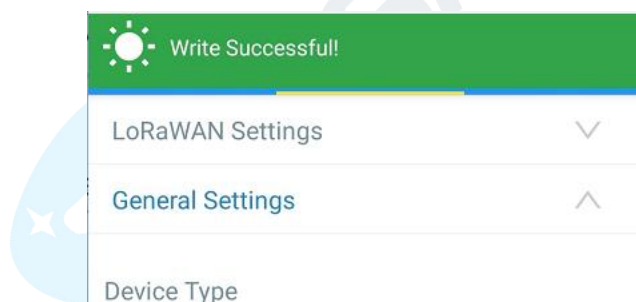 Write Successful!
LoRaWAN Settings
General Settings
Device Type